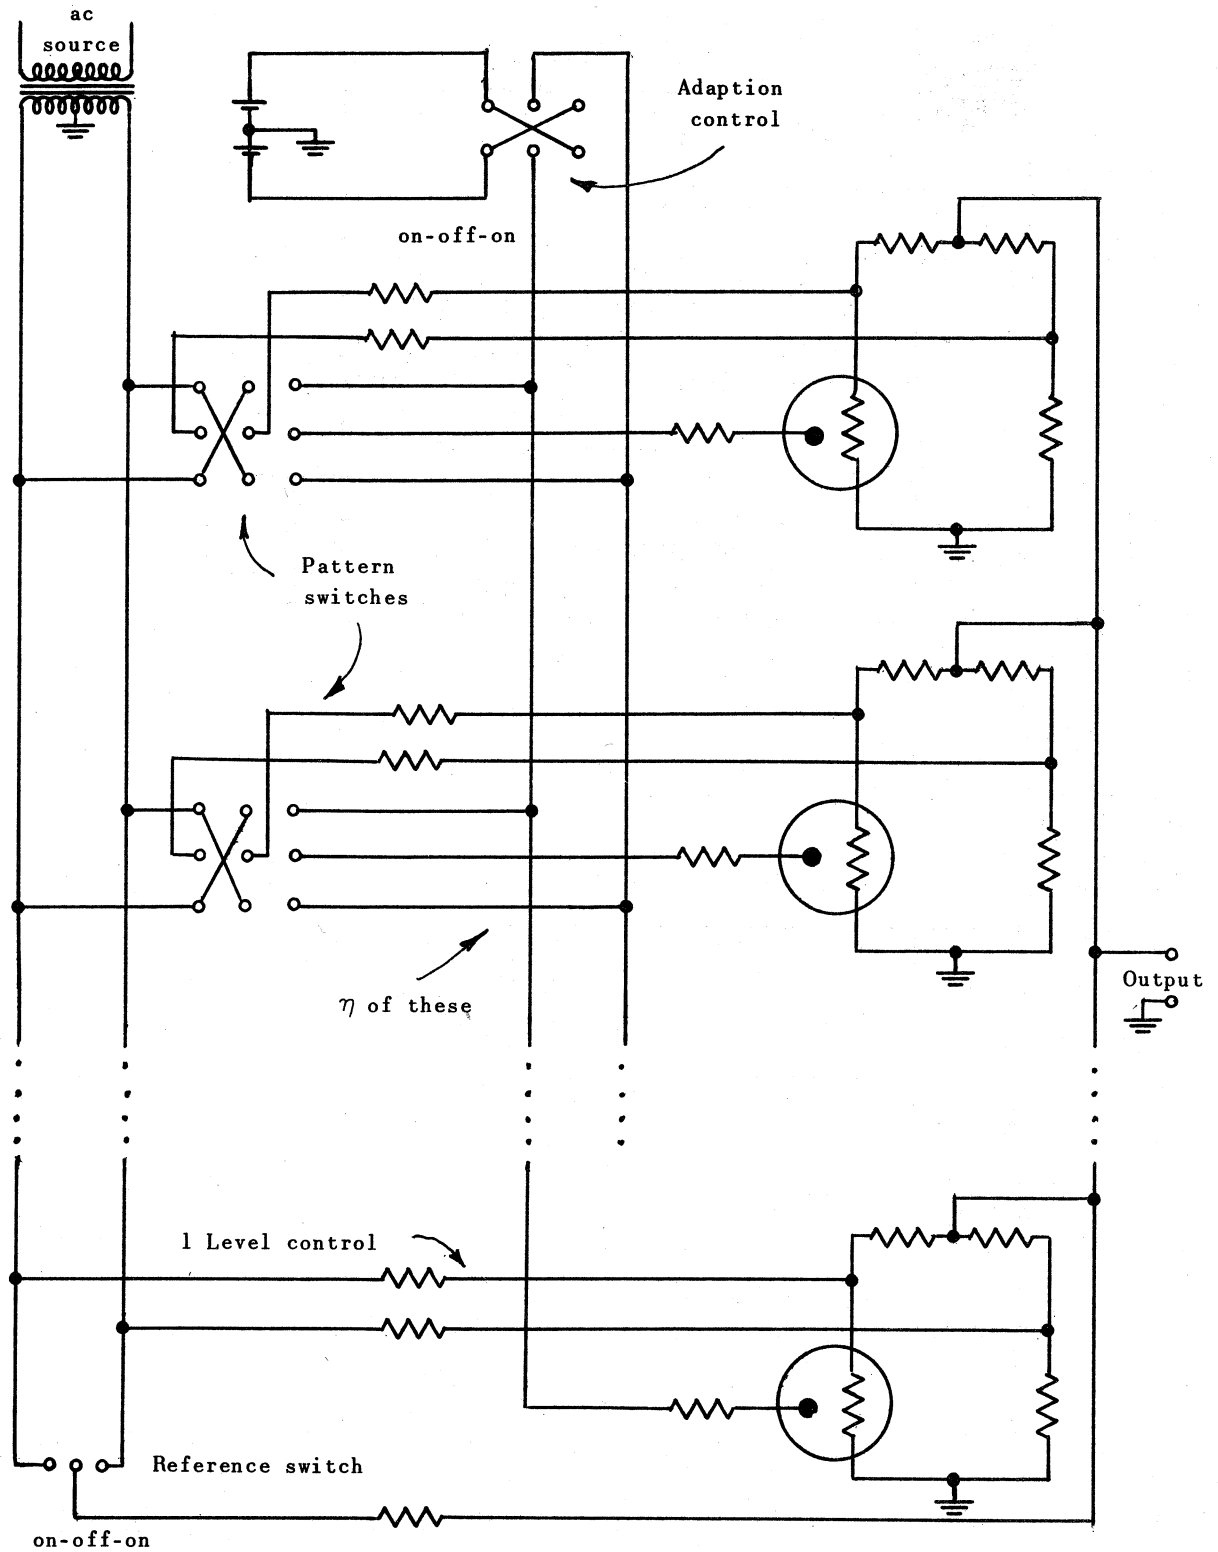 ac
source
Adaption
control
on-off-on
Pattern
switches
η of these
Output
1 Level control
Reference switch
on-off-on